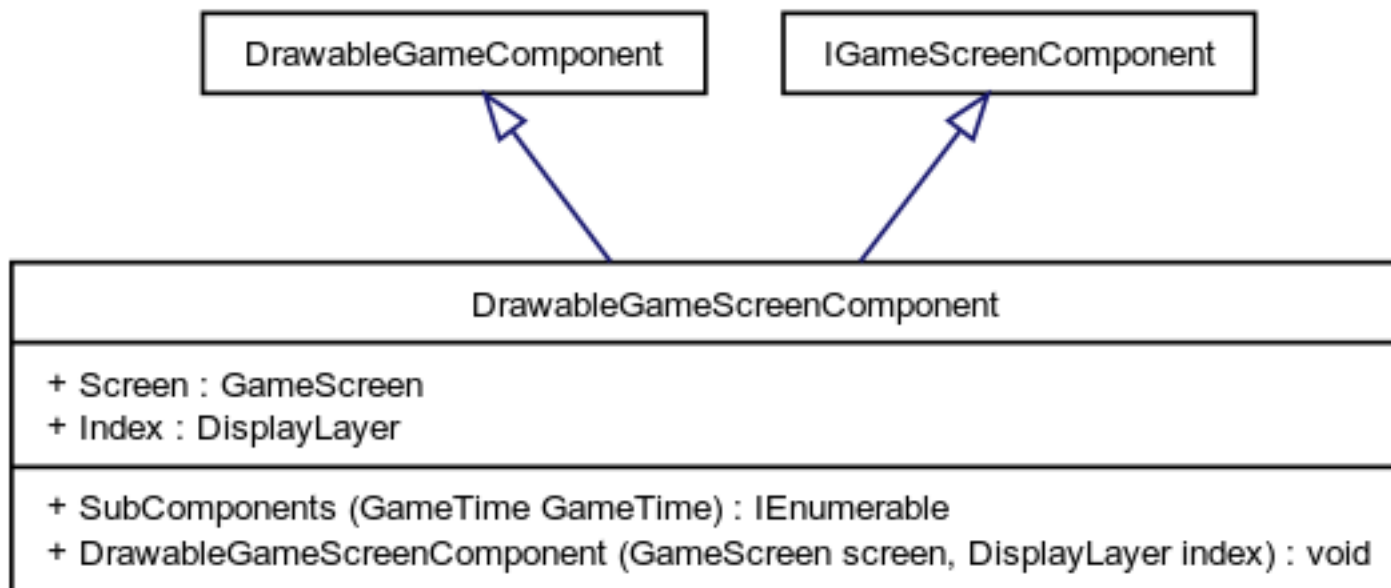 DrawableGameComponent
IGameScreenComponent
DrawableGameScreenComponent
+ Screen : GameScreen
+ Index : DisplayLayer
+ SubComponents (GameTime GameTime) : IEnumerable
+ DrawableGameScreenComponent (GameScreen screen, DisplayLayer index) : void